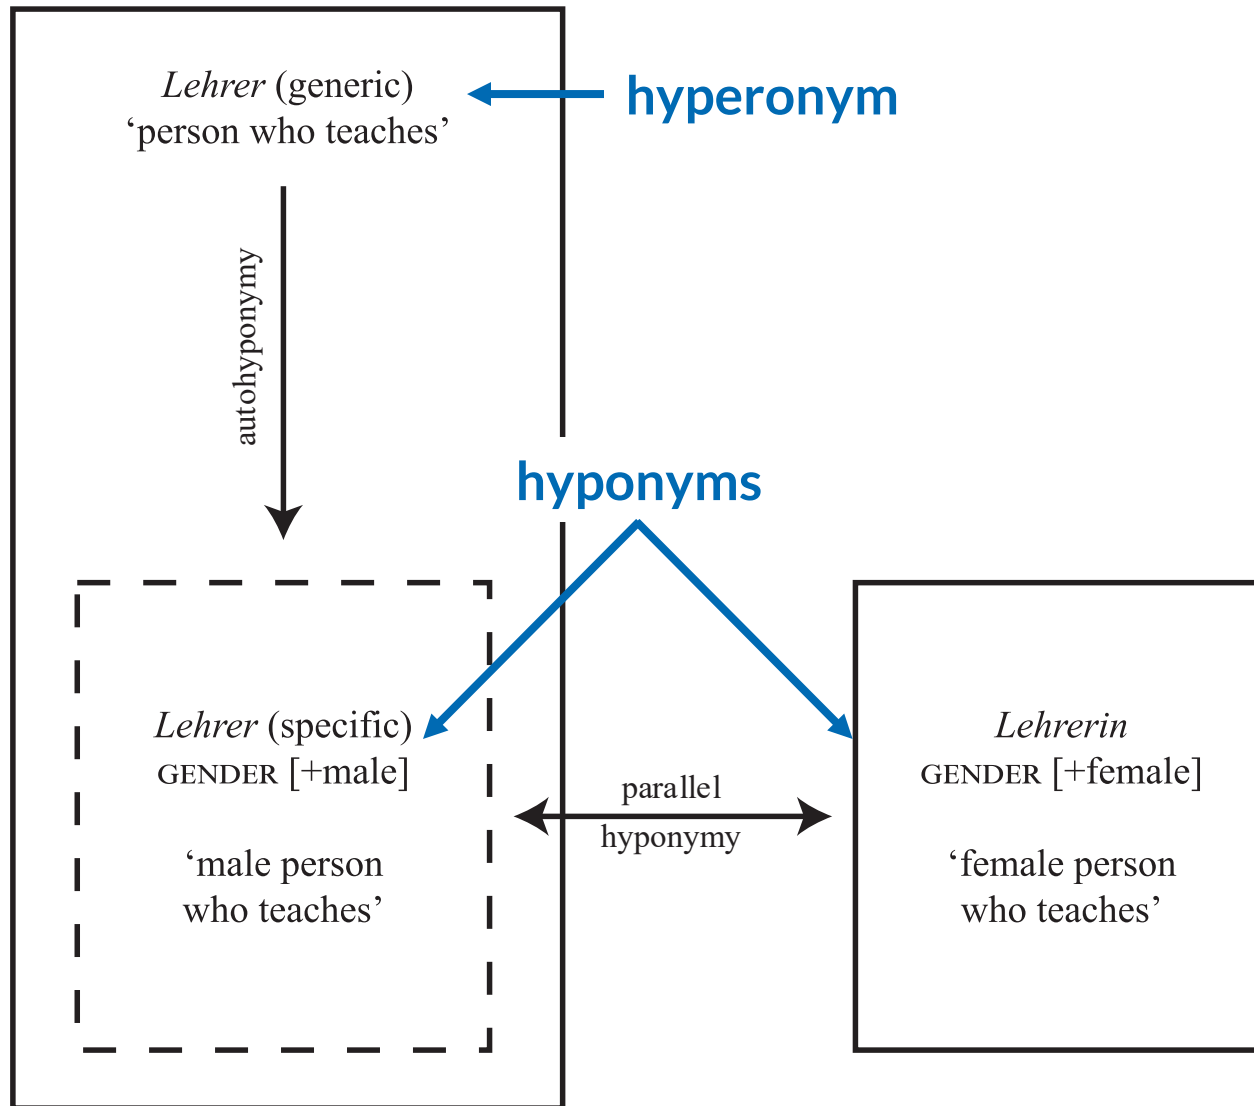 Lehrer (generic)
‘person who teaches’
hyperonym
autohyponymy
hyponyms
Lehrer (specific)
GENDER [+male]
‘male person
who teaches’
parallel
hyponymy
Lehrerin
GENDER [+female]
‘female person
who teaches’